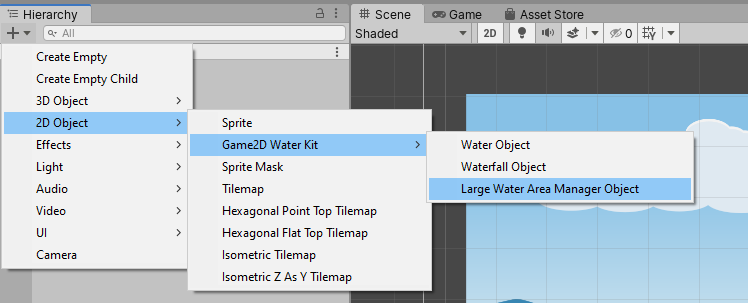 Hierarchy
All
Scene
Game
Asset Store
Shaded
2D
0
Create Empty
Create Empty Child
3D Object
2D Object
Effects
Light
Audio
Video
UI
Camera
Sprite
Game2D Water Kit
Sprite Mask
Tilemap
Hexagonal Point Top Tilemap
Hexagonal Flat Top Tilemap
Isometric Tilemap
Isometric Z As Y Tilemap
Water Object
Waterfall Object
Large Water Area Manager Object